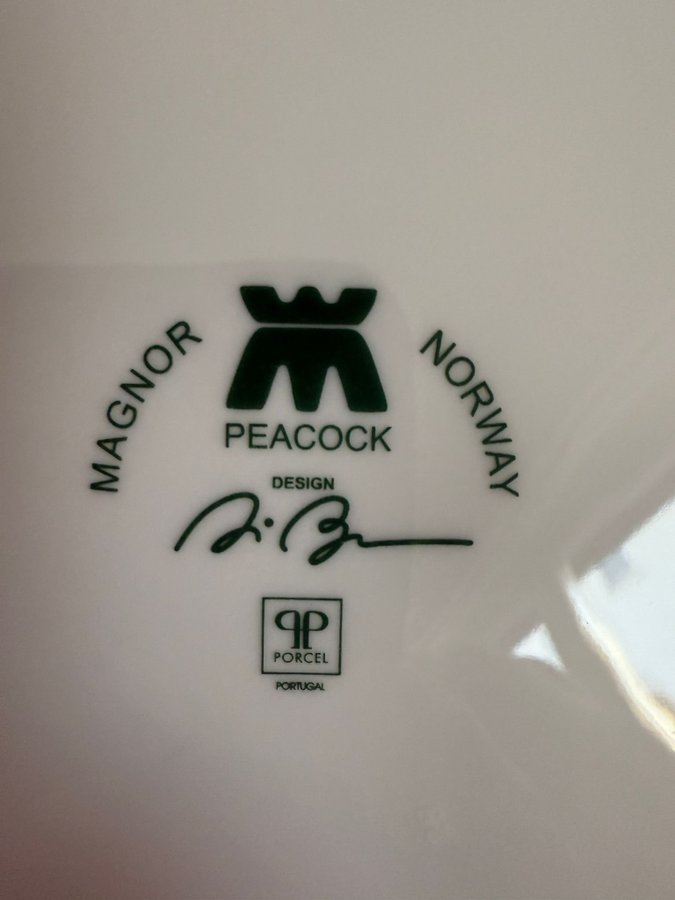 MAGNOR
NORWAY
PEACOCK
DESIGN
PORCEL
PORTUGAL